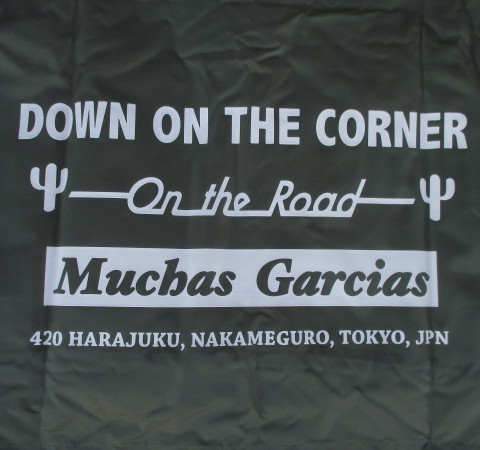 DOWN ON THE CORNER
On the Road
Muchas Garcias
420 HARAJUKU, NAKAMEGURO, TOKYO, JPN